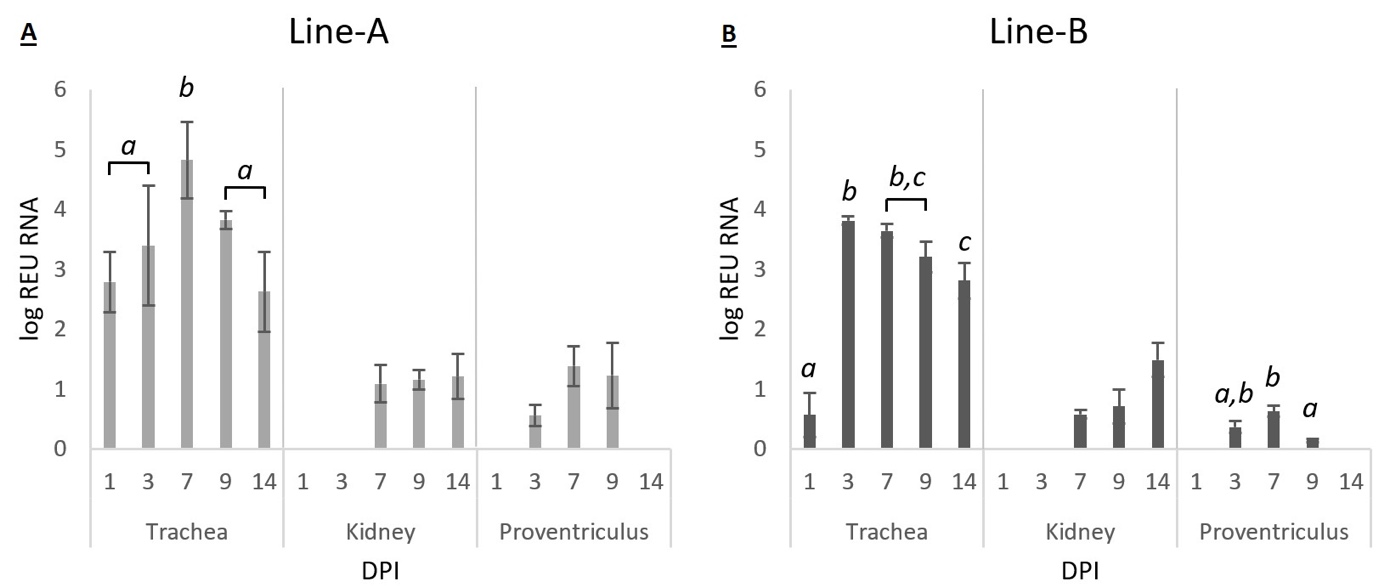 A
Line-A
log REU RNA
6
5
4
3
2
1
0
a
b
a
1 3 7 9 14 1 3 7 9 14 1 3 7 9 14
Trachea Kidney Proventriculus
DPI
B
Line-B
log REU RNA
6
5
4
3
2
1
0
a
b
b,c
c
a,b
b
a
1 3 7 9 14 1 3 7 9 14 1 3 7 9 14
Trachea Kidney Proventriculus
DPI